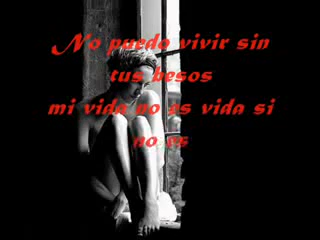 No puedo vivir sin
tus besos
mi vida no es vida si
no es